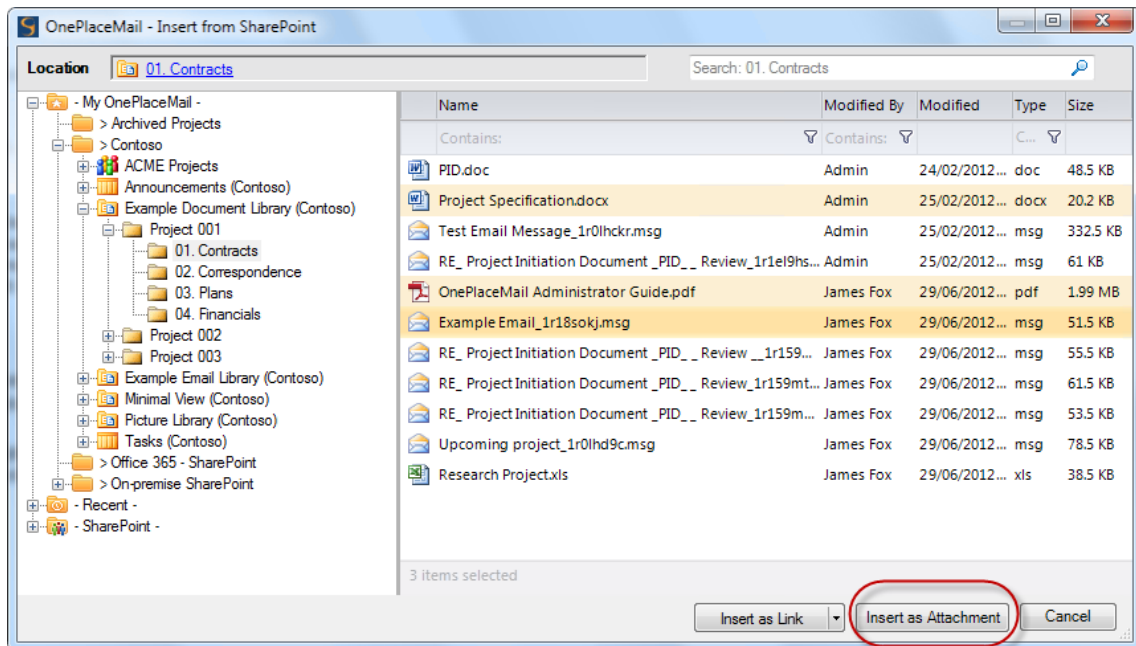 OnePlaceMail - Insert from SharePoint
Location 01. Contracts Search: 01. Contracts
- My OnePlaceMail -
> Archived Projects
> Contoso
ACME Projects
Announcements (Contoso)
Example Document Library (Contoso)
Project 001
01. Contracts
02. Correspondence
03. Plans
04. Financials
Project 002
Project 003
Example Email Library (Contoso)
Minimal View (Contoso)
Picture Library (Contoso)
Tasks (Contoso)
> Office 365 - SharePoint
> On-premise SharePoint
- Recent -
- SharePoint -
Name Modified By Modified Type Size
Contains: Contains: C...
PID.doc Admin 24/02/2012... doc 48.5 KB
Project Specification.docx Admin 25/02/2012... docx 20.2 KB
Test Email Message_1r0lhckr.msg Admin 25/02/2012... msg 332.5 KB
RE_ Project Initiation Document _PID_ _ Review_1r1el9hs... Admin 25/02/2012... msg 61 KB
OnePlaceMail Administrator Guide.pdf James Fox 29/06/2012... pdf 1.99 MB
Example Email_1r18sokj.msg James Fox 29/06/2012... msg 51.5 KB
RE_ Project Initiation Document _PID_ _ Review __1r159... James Fox 29/06/2012... msg 55.5 KB
RE_ Project Initiation Document _PID_ _ Review_1r159mt... James Fox 29/06/2012... msg 61.5 KB
RE_ Project Initiation Document _PID_ _ Review_1r159m... James Fox 29/06/2012... msg 53.5 KB
Upcoming project_1r0lhd9c.msg James Fox 29/06/2012... msg 78.5 KB
Research Project.xls James Fox 29/06/2012... xls 38.5 KB
3 items selected
Insert as Link Insert as Attachment Cancel